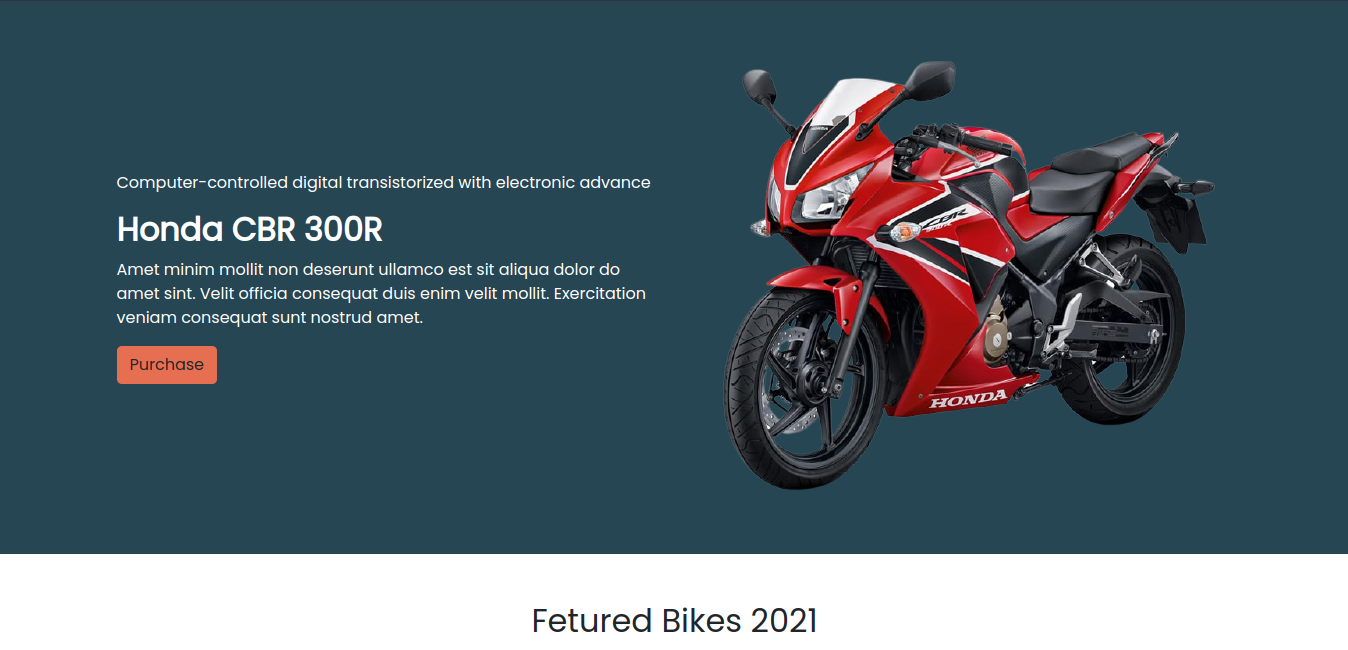 Computer-controlled digital transistorized with electronic advance
Honda CBR 300R
Amet minim mollit non deserunt ullamco est sit aliqua dolor do
amet sint. Velit officia consequat duis enim velit mollit. Exercitation
veniam consequat sunt nostrud amet.
Purchase
HONDA
CBR
HONDA
Fetured Bikes 2021